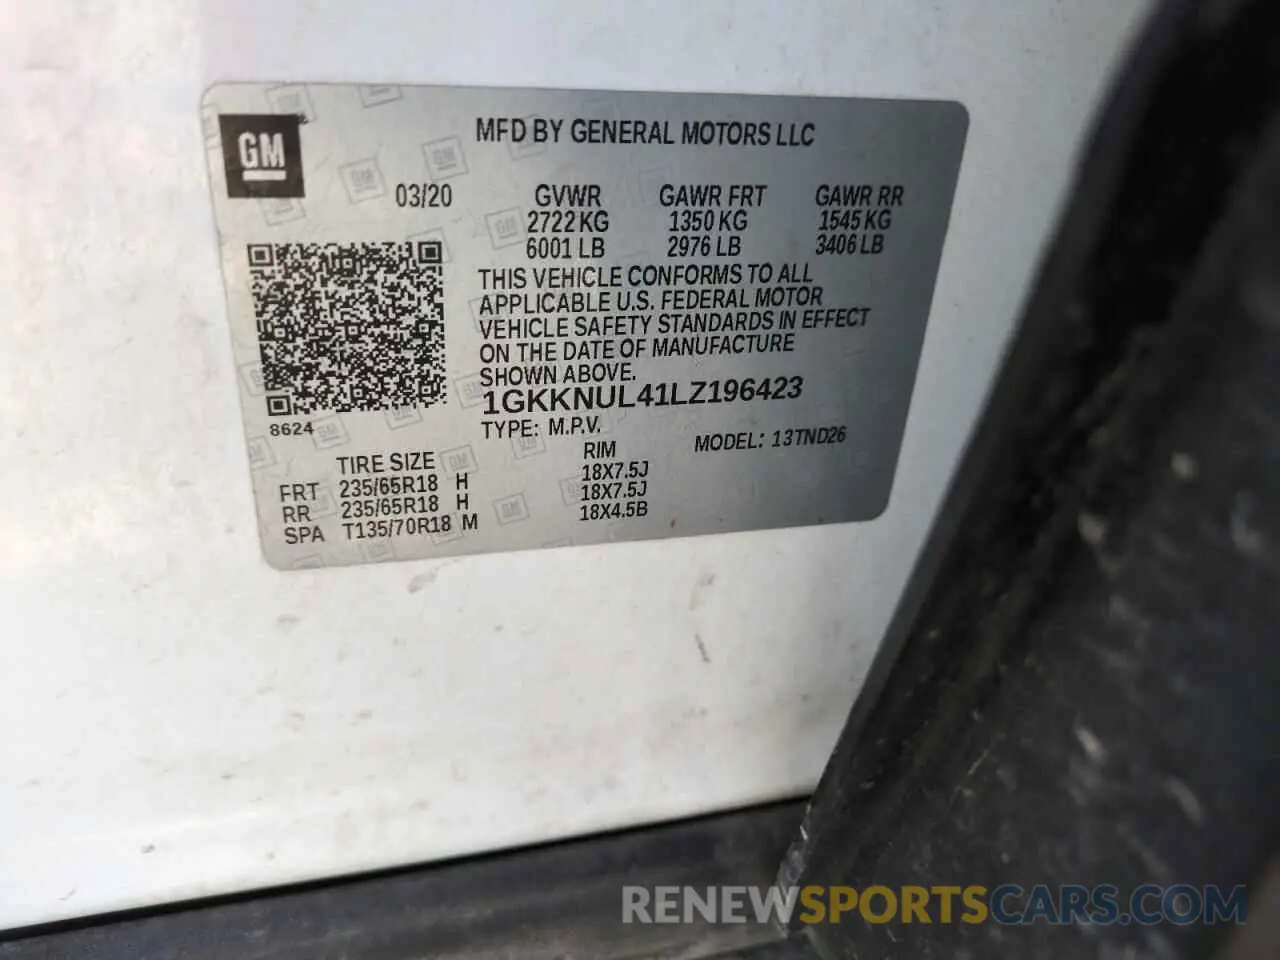 GM
MFD BY GENERAL MOTORS LLC
03/20 GVWR GAWR FRT GAWR RR
2722 KG 1350 KG 1545 KG
6001 LB 2976 LB 3406 LB
THIS VEHICLE CONFORMS TO ALL
APPLICABLE U.S. FEDERAL MOTOR
VEHICLE SAFETY STANDARDS IN EFFECT
ON THE DATE OF MANUFACTURE
SHOWN ABOVE.
1GKKNUL41LZ196423
8624
TYPE: M.P.V. MODEL: 13TND26
TIRE SIZE RIM
FRT 235/65R18 H 18X7.5J
RR 235/65R18 H 18X7.5J
SPA T135/70R18 M 18X4.5B
RENEWSPORTSCARS.COM